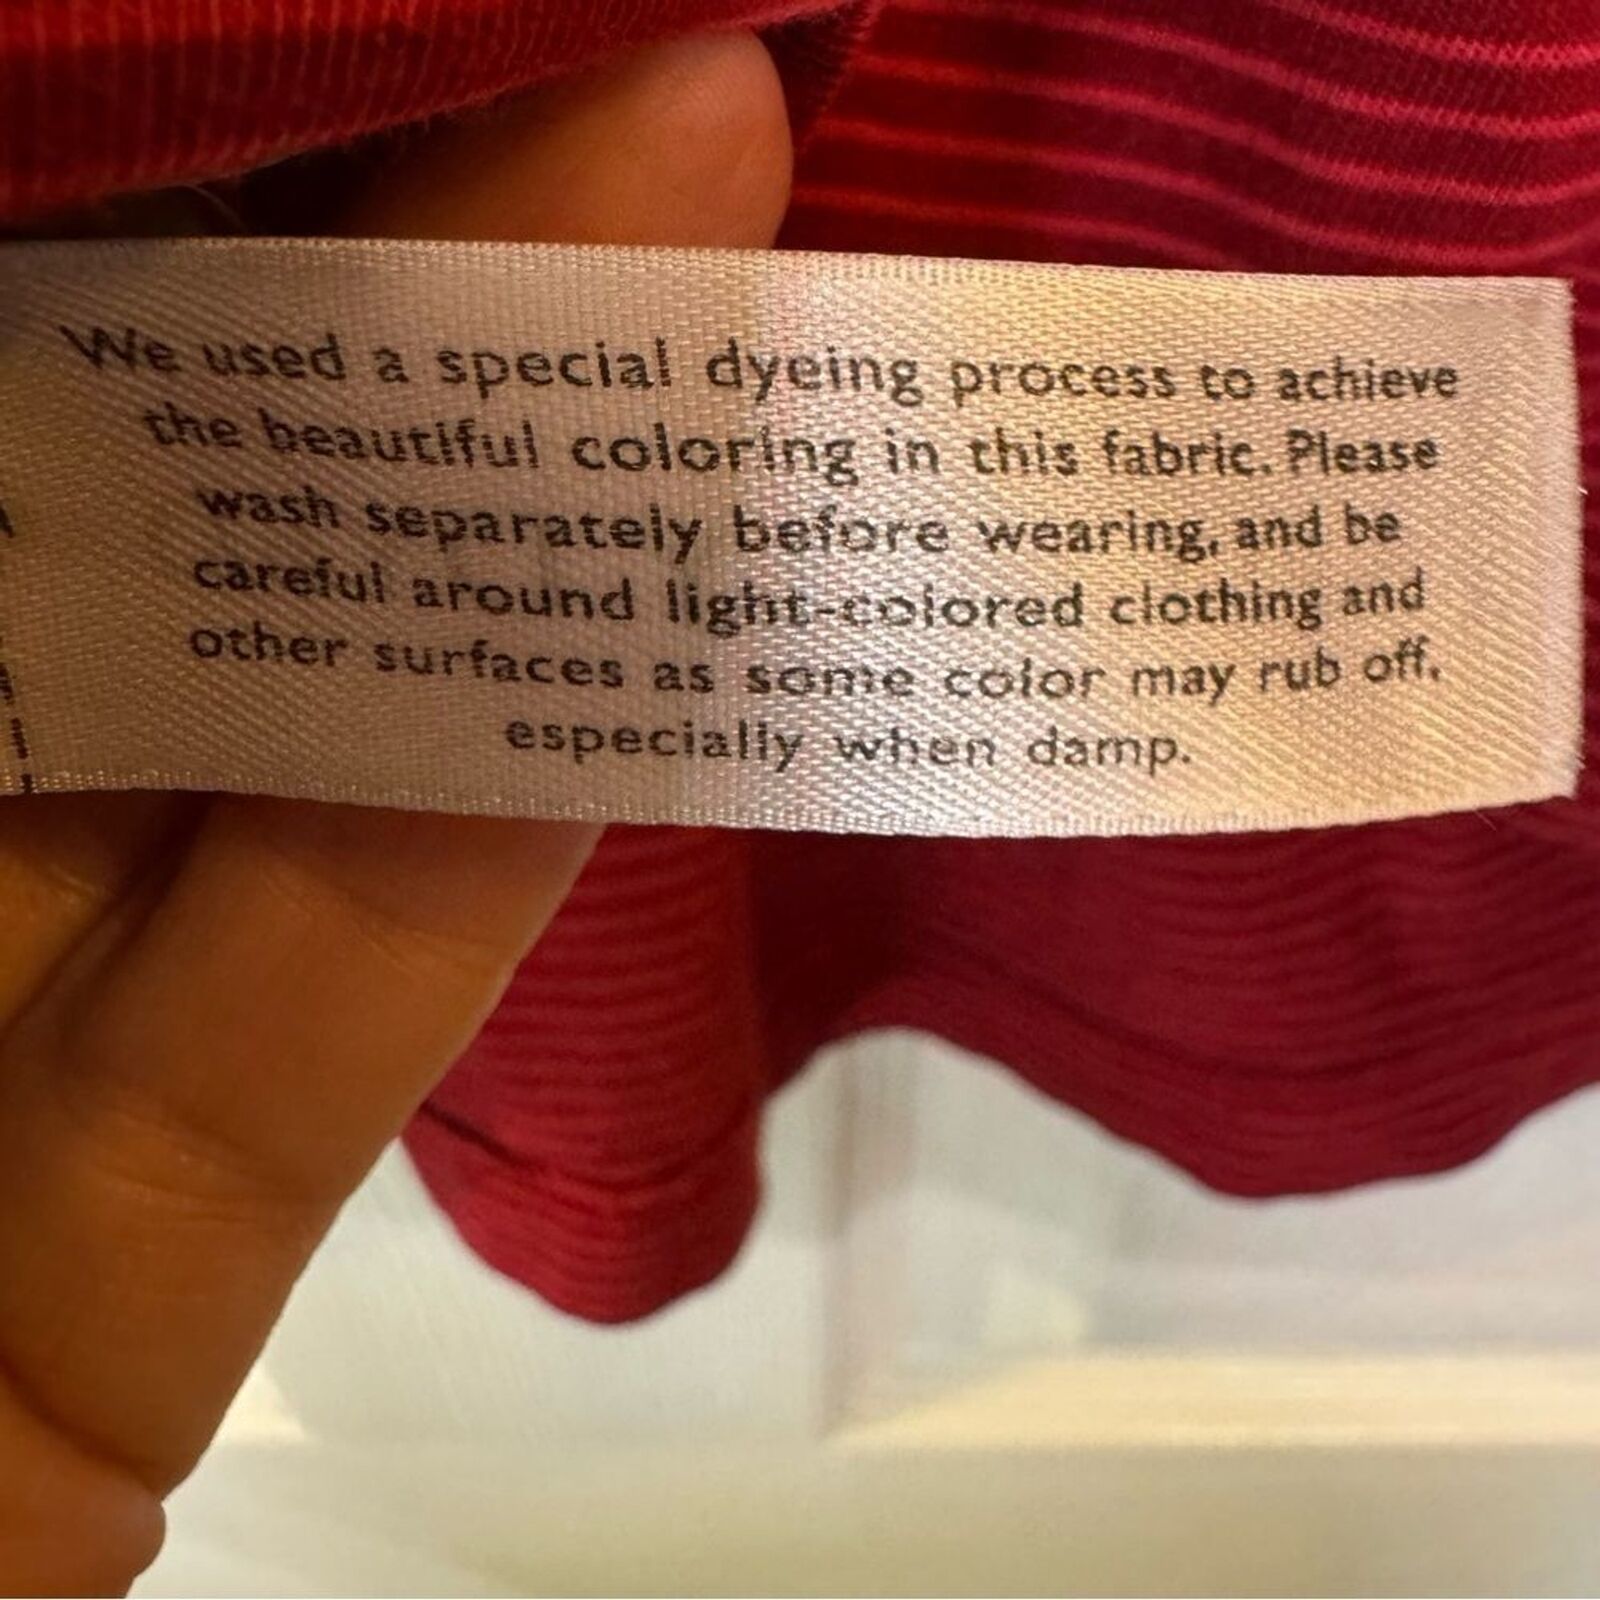 We used a special dyeing process to achieve
the beautiful coloring in this fabric. Please
wash separately before wearing, and be
careful around light-colored clothing and
other surfaces as some color may rub off,
especially when damp.